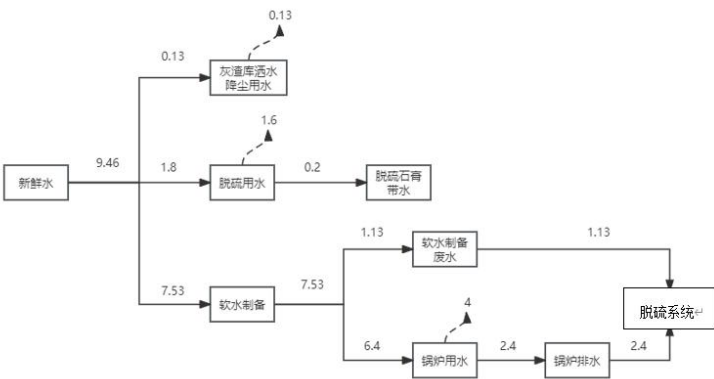 0.13
0.13
灰渣库洒水
降尘用水
1.6
9.46
1.8
0.2
新鲜水
脱硫用水
脱硫石膏
带水
1.13
软水制备
废水
1.13
7.53
7.53
软水制备
4
脱硫系统↵
6.4
锅炉用水
2.4
锅炉排水
2.4